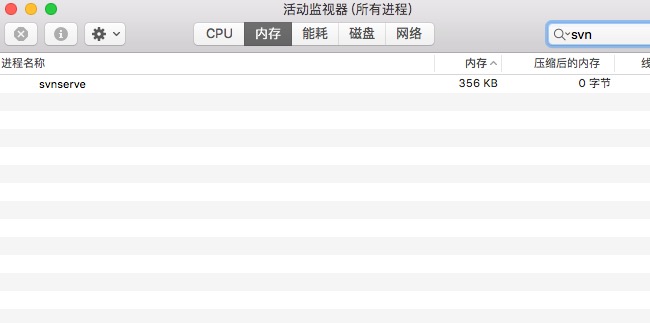 活动监视器 (所有进程)
CPU 内存 能耗 磁盘 网络 svn
进程名称 内存 压缩后的内存 线
svnserve 356 KB 0 字节